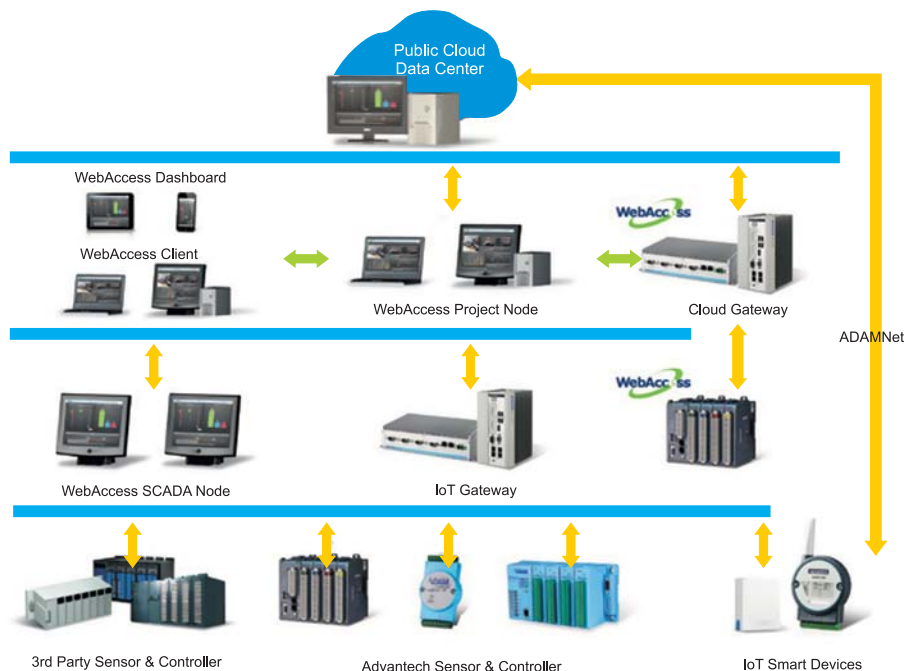 Public Cloud
Data Center
WebAccess Dashboard
WebAccess Client
WebAccess
WebAccess Project Node
Cloud Gateway
ADAMNet
WebAccess
WebAccess SCADA Node
IoT Gateway
ADAM
3rd Party Sensor & Controller
Advantech Sensor & Controller
IoT Smart Devices